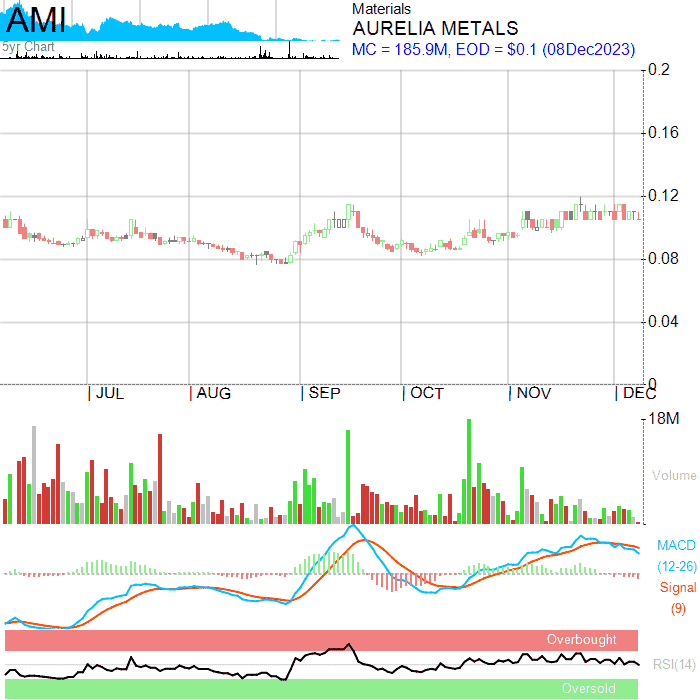 AMI
5yr Chart
Materials
AURELIA METALS
MC = 185.9M, EOD = $0.1 (08Dec2023)
0.2
0.16
0.12
0.08
0.04
0
| JUL | AUG | SEP | OCT | NOV | DEC
18M
Volume
MACD
(12-26)
Signal
(9)
Overbought
RSI(14)
Oversold